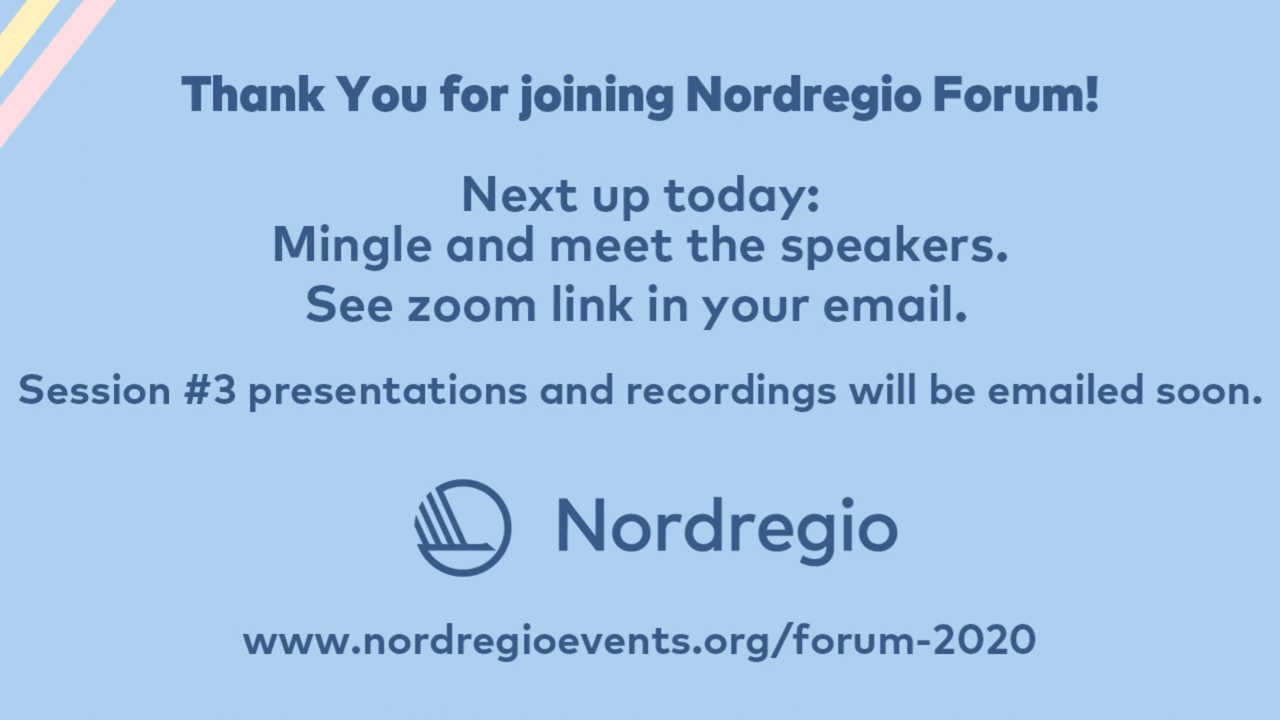 Thank You for joining Nordregio Forum!
Next up today:
Mingle and meet the speakers.
See zoom link in your email.
Session #3 presentations and recordings will be emailed soon.
Nordregio
www.nordregioevents.org/forum-2020